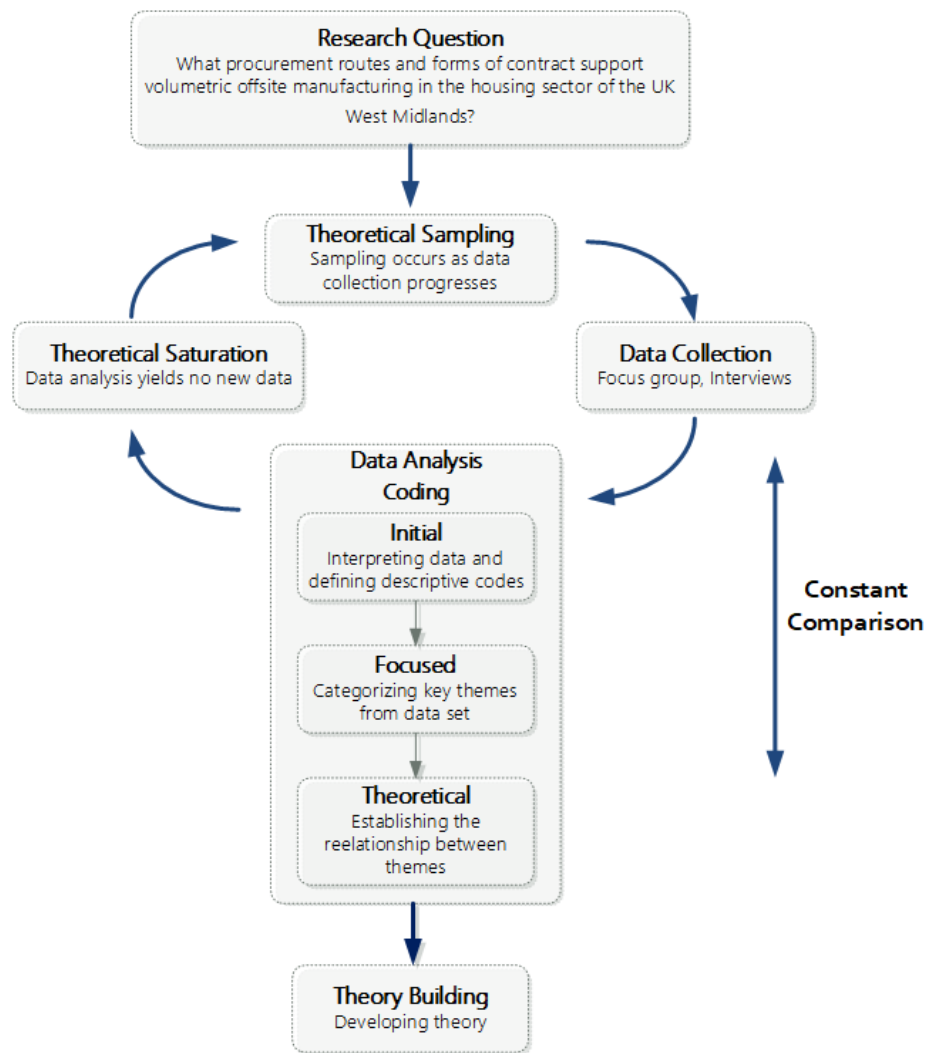 Research Question
What procurement routes and forms of contract support
volumetric offsite manufacturing in the housing sector of the UK
West Midlands?
Theoretical Sampling
Sampling occurs as data
collection progresses
Theoretical Saturation
Data analysis yields no new data
Data Collection
Focus group, Interviews
Data Analysis
Coding
Initial
Interpreting data and
defining descriptive codes
Focused
Categorizing key themes
from data set
Theoretical
Establishing the
reelationship between
themes
Constant
Comparison
Theory Building
Developing theory